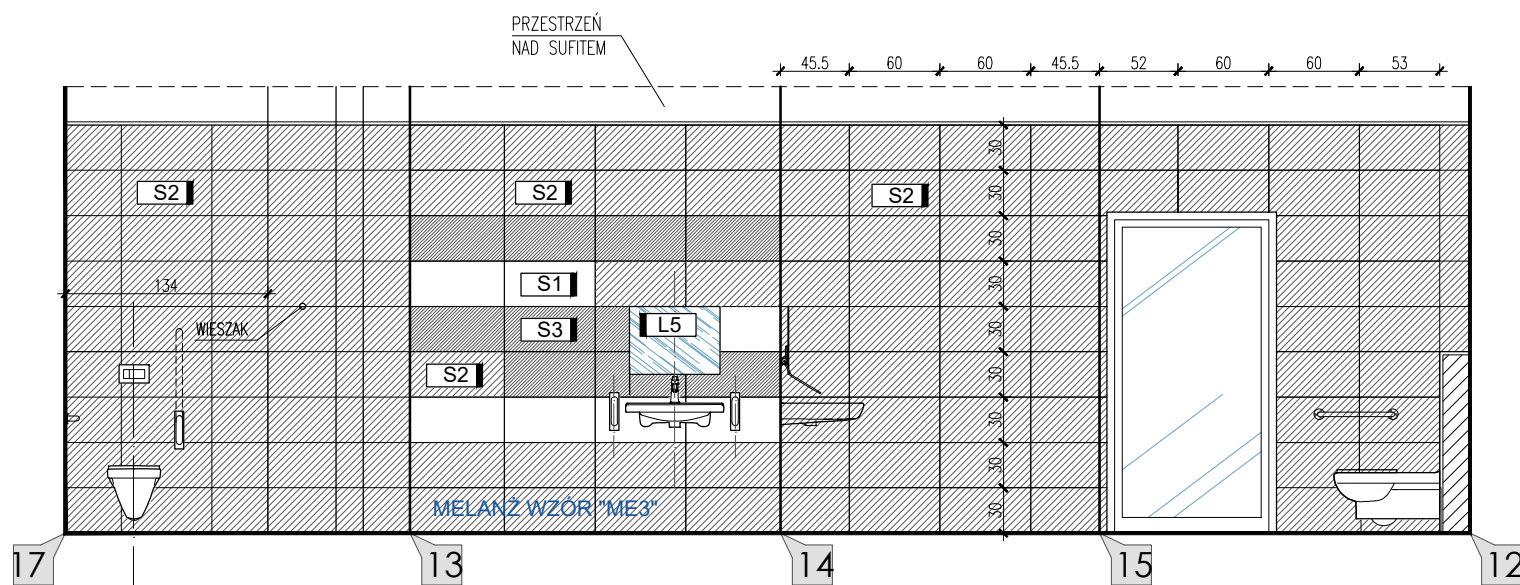 PRZESTRZEŃ
NAD SUFITEM
45.5 60 60 45.5 52 60 60 53
30
S2 S2 S2
30
30
134
S1
30
WIESZAK
S3
L5
30
S2
30
30
30
MELANŻ WZÓR "ME3"
30
17 13 14 15 12